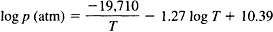 log p (atm) = −19,710 / T − 1.27 log T + 10.39